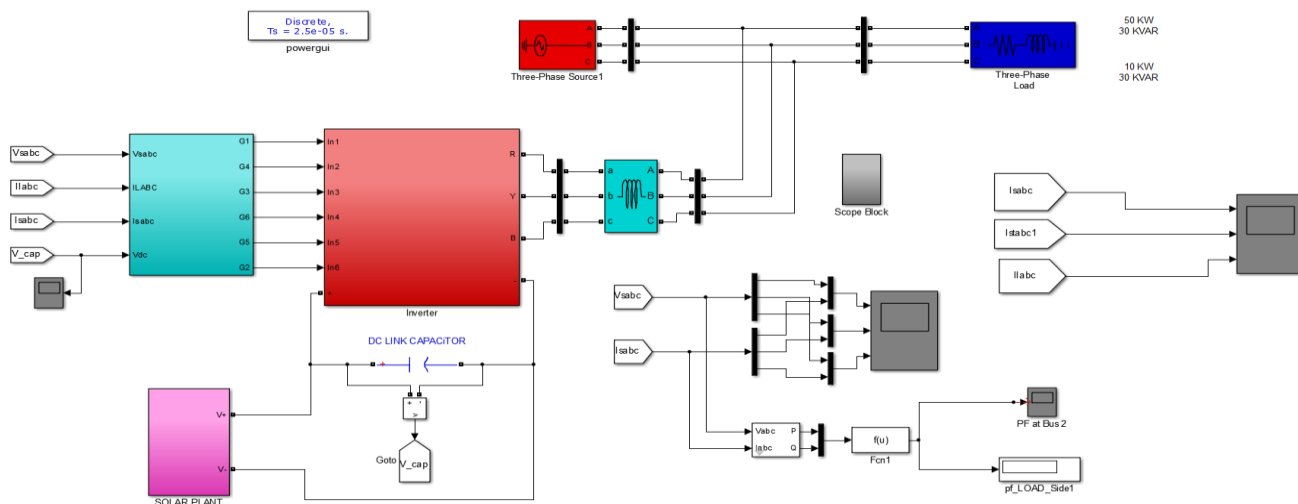 Discrete,
Ts = 2.5e-05 s.
powergui
A
B
C
Three-Phase Source1
A
B
C
Three-Phase
Load
50 KW
30 KVAR
10 KW
30 KVAR
Vsabc
Ilabc
Isabc
V_cap
Vsabc
ILABC
Isabc
Vdc
G1
G4
G3
G6
G5
G2
In1
In2
In3
In4
In5
In6
+
R
Y
B
-
Inverter
a
b
c
A
B
C
Scope Block
Isabc
Istabc1
Ilabc
DC LINK CAPACiTOR
+
+
-
v
Goto
V_cap
V+
V-
SOLAR PLANT
Vsabc
Isabc
Vabc
Iabc
P
Q
f(u)
Fcn1
PF at Bus 2
pf_LOAD_Side1